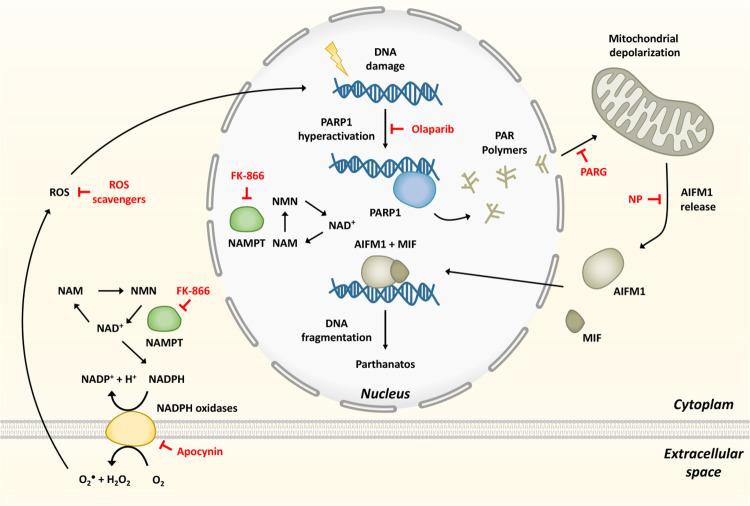 Mitochondrial
depolarization
DNA
damage
PARP1
hyperactivation
Olaparib
PAR
Polymers
PARG
ROS
ROS
scavengers
FK-866
NMN
NAD⁺
NAMPT
NAM
PARP1
NP
AIFM1
release
AIFM1 + MIF
AIFM1
MIF
NAM
NMN
FK-866
NAD⁺
NAMPT
DNA
fragmentation
Parthanatos
Nucleus
NADP⁺ + H⁺
NADPH
NADPH oxidases
Cytoplam
Apocynin
Extracellular
space
O₂• + H₂O₂
O₂